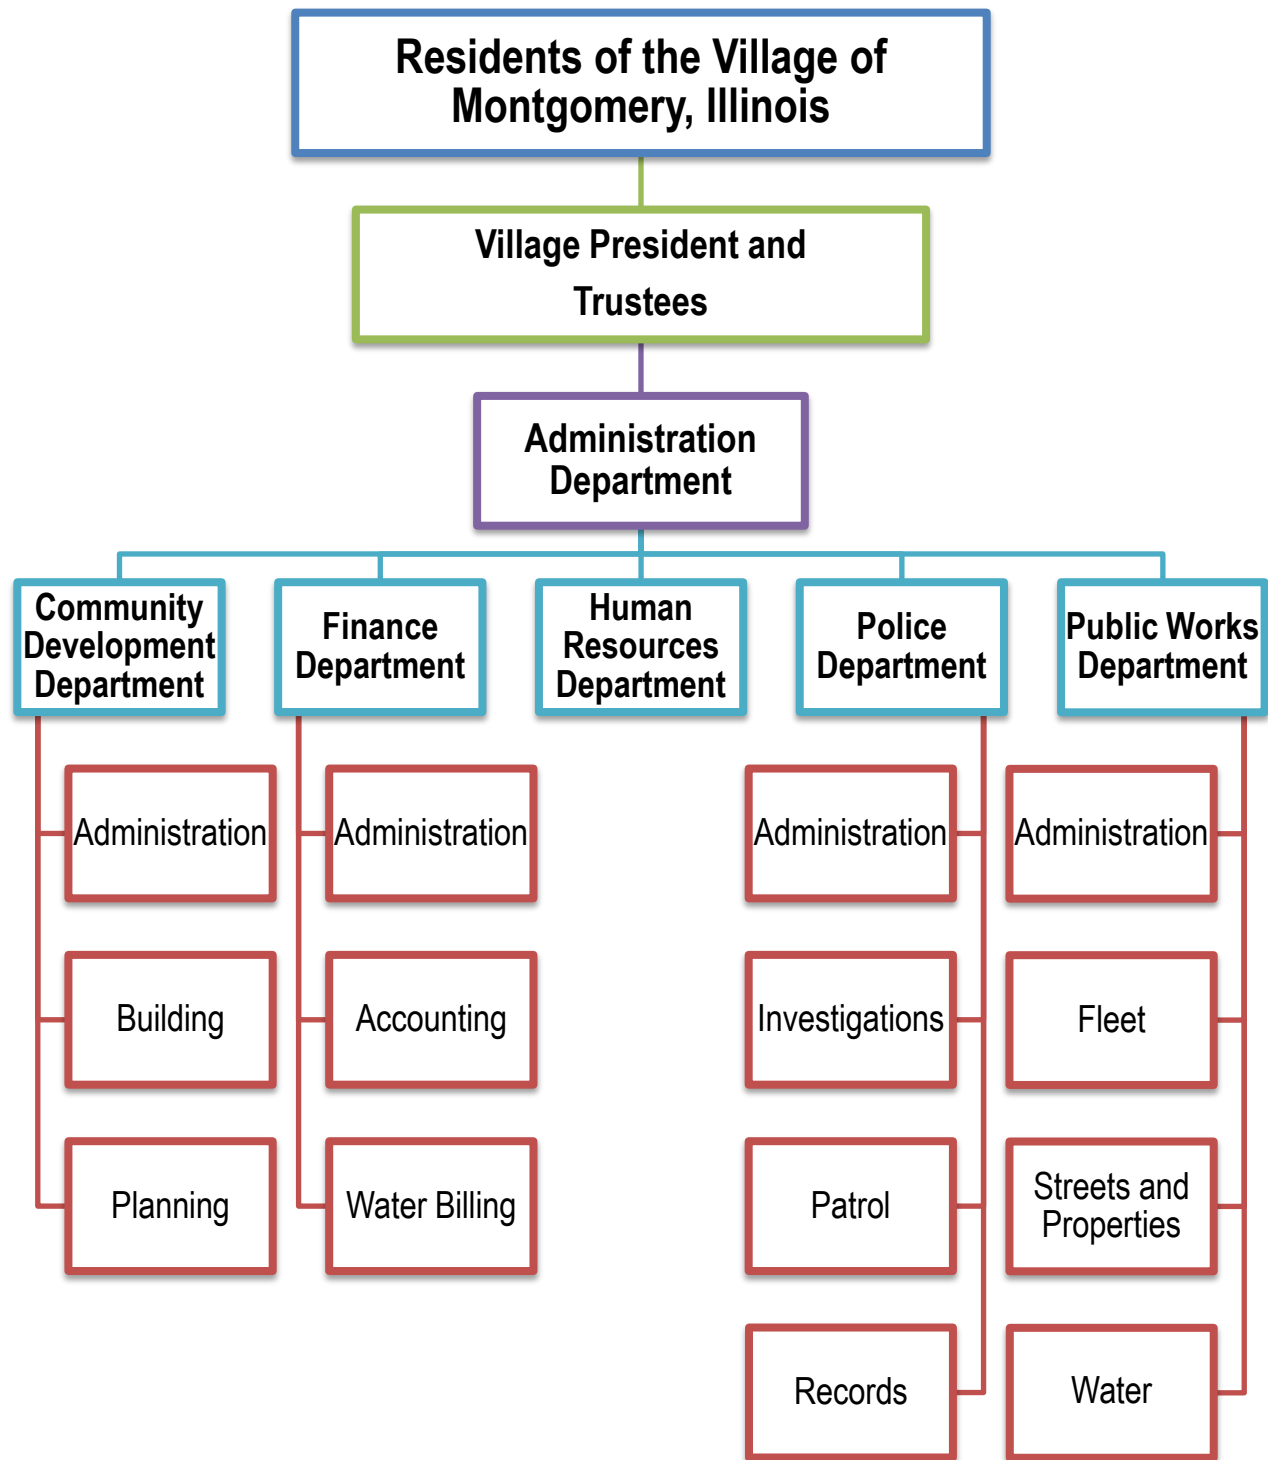 Residents of the Village of
Montgomery, Illinois
Village President and
Trustees
Administration
Department
Community
Development
Department
Finance
Department
Human
Resources
Department
Police
Department
Public Works
Department
Administration
Building
Planning
Administration
Accounting
Water Billing
Administration
Investigations
Patrol
Records
Administration
Fleet
Streets and
Properties
Water